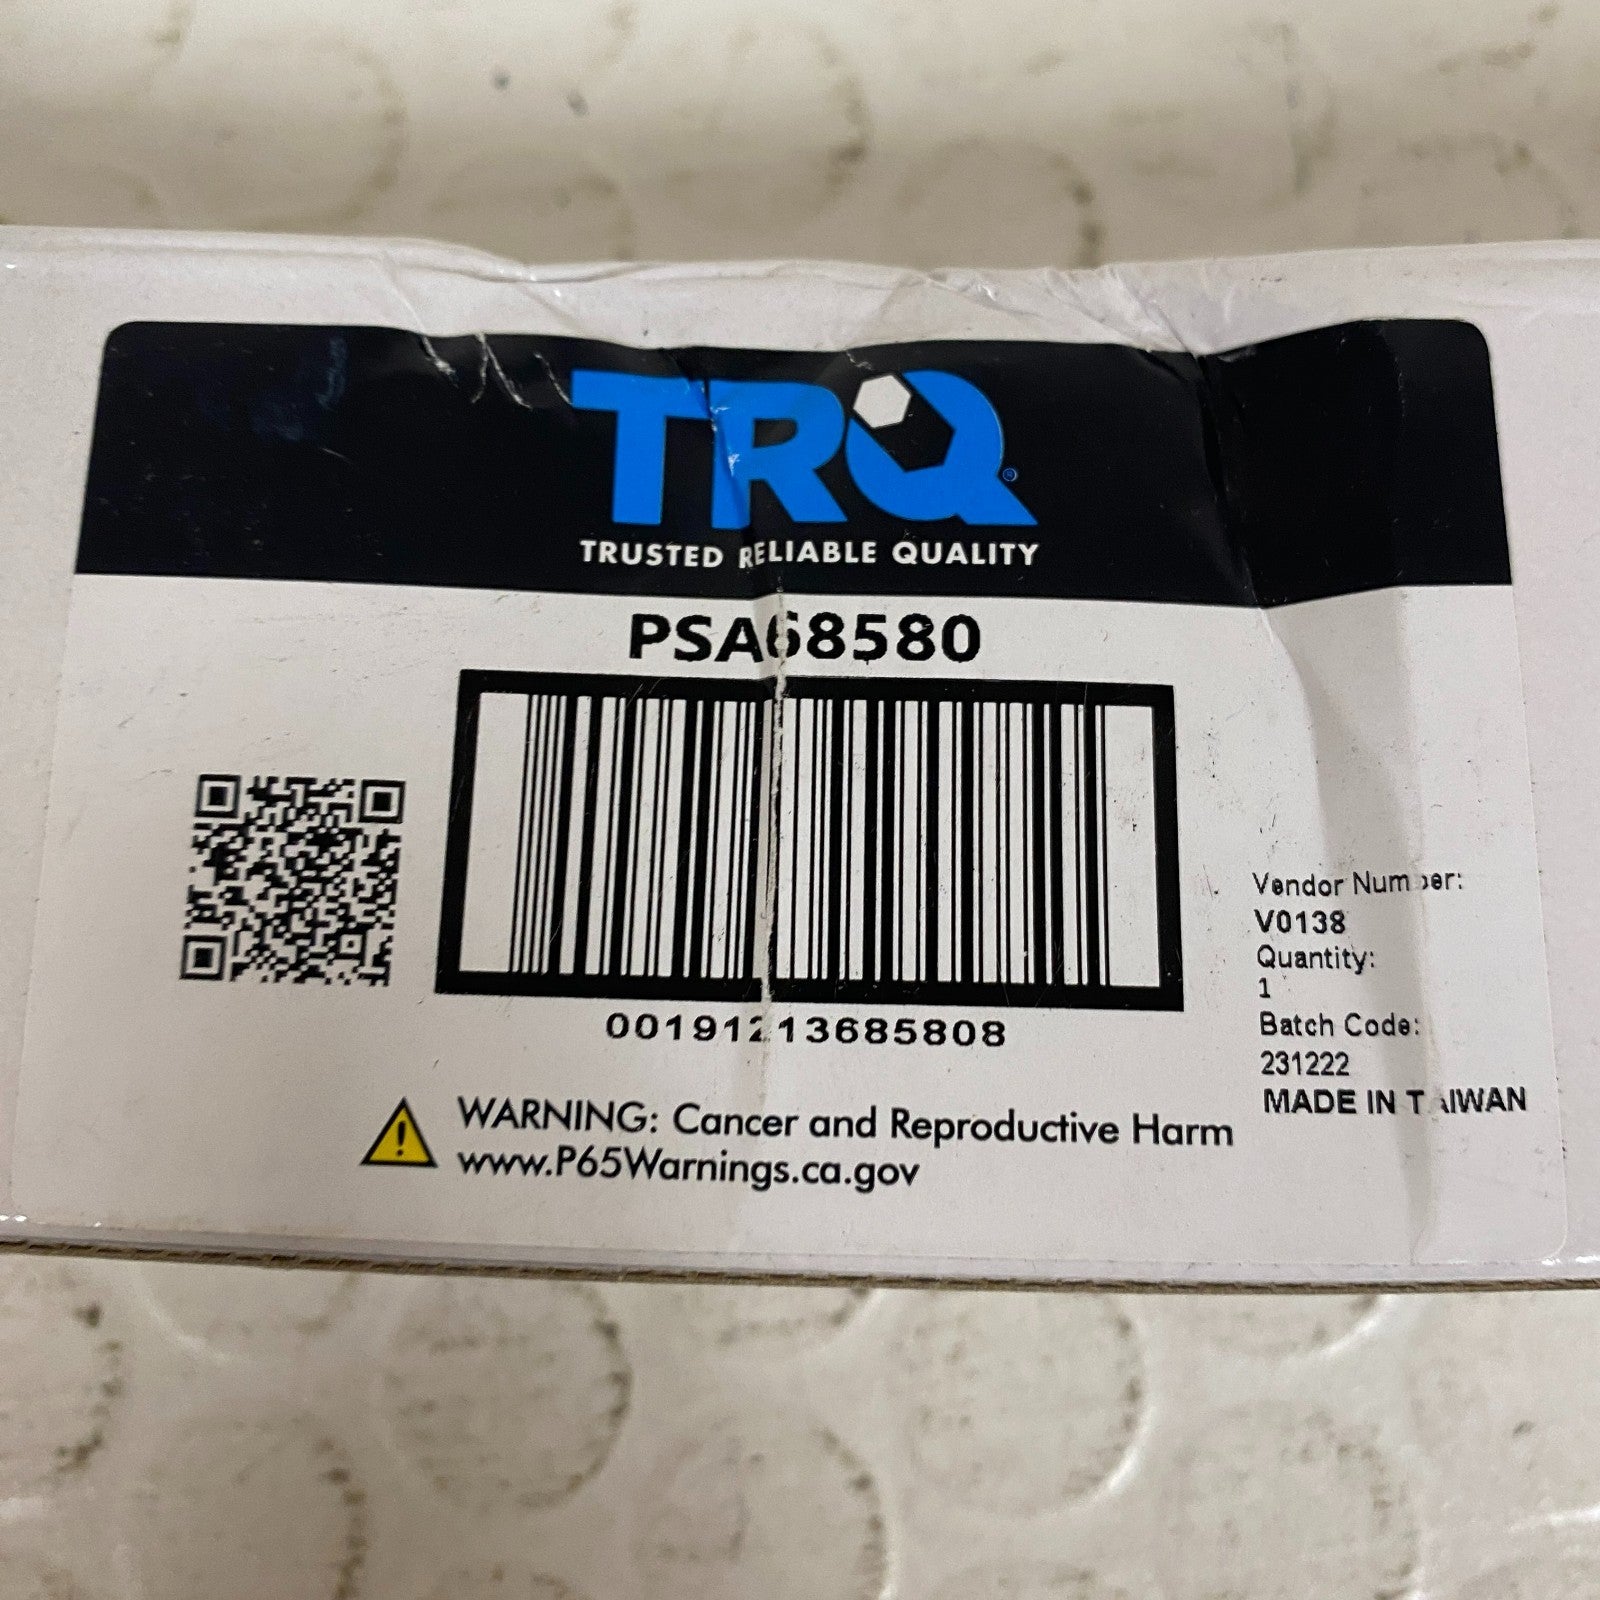 TRQ®
TRUSTED RELIABLE QUALITY
PSA68580
00191213685808
Vendor Number:
V0138
Quantity:
1
Batch Code:
231222
MADE IN TAIWAN
WARNING: Cancer and Reproductive Harm
www.P65Warnings.ca.gov